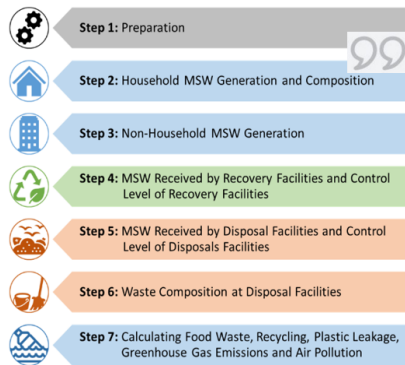 Step 1: Preparation
Step 2: Household MSW Generation and Composition
Step 3: Non-Household MSW Generation
Step 4: MSW Received by Recovery Facilities and Control
Level of Recovery Facilities
Step 5: MSW Received by Disposal Facilities and Control
Level of Disposals Facilities
Step 6: Waste Composition at Disposal Facilities
Step 7: Calculating Food Waste, Recycling, Plastic Leakage,
Greenhouse Gas Emissions and Air Pollution